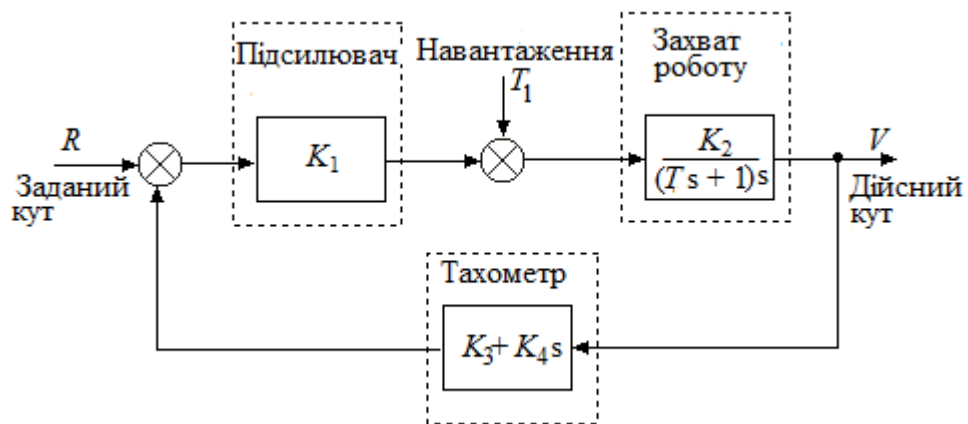 Підсилювач
Навантаження
T1
Захват
роботу
R
Заданий
кут
K1
K2
(Ts + 1)s
V
Дійсний
кут
Тахометр
K3+ K4s